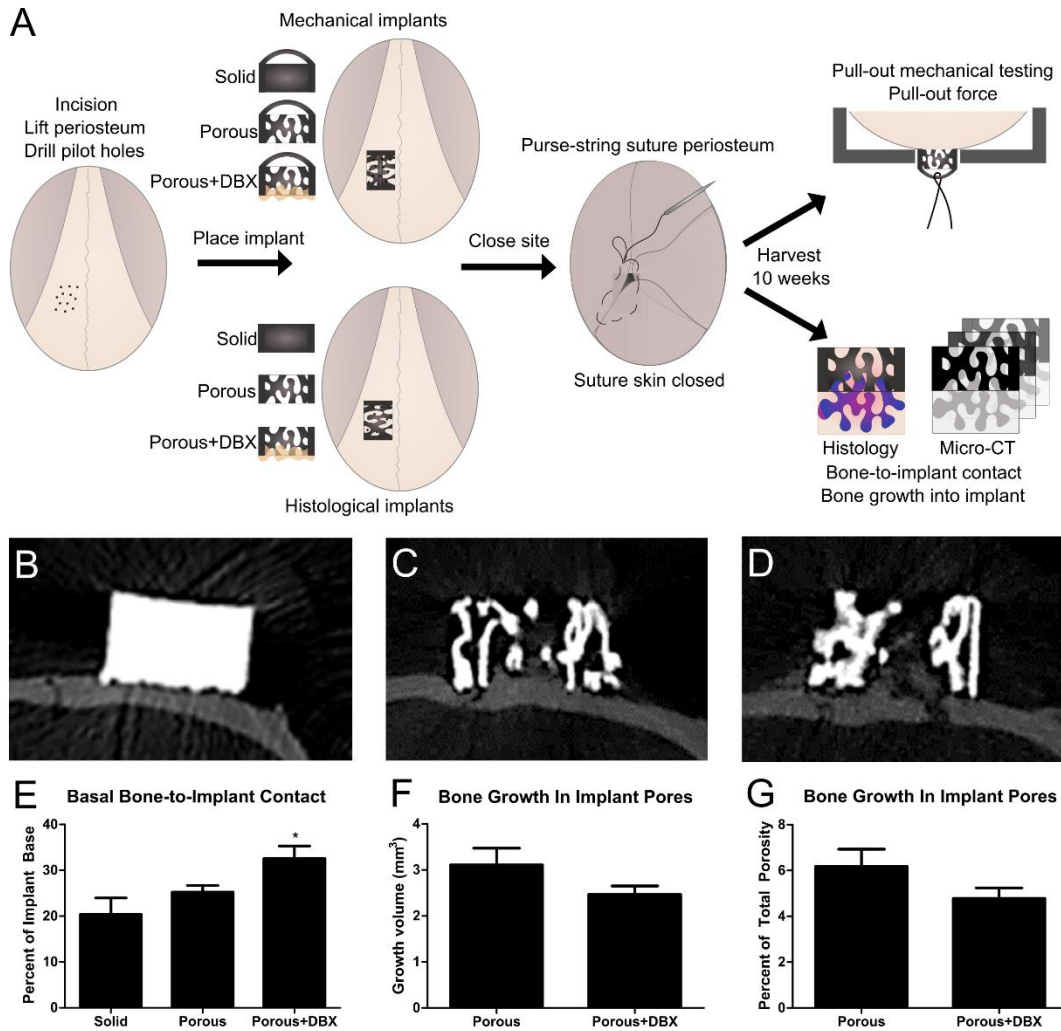 A
Mechanical implants
Solid
Porous
Porous+DBX
Incision
Lift periosteum
Drill pilot holes
Place implant
Solid
Porous
Porous+DBX
Histological implants
Close site
Purse-string suture periosteum
Suture skin closed
Harvest
10 weeks
Pull-out mechanical testing
Pull-out force
Histology
Micro-CT
Bone-to-implant contact
Bone growth into implant
B
C
D
E
Basal Bone-to-Implant Contact
Percent of Implant Base
60
40
20
0
*
Solid
Porous
Porous+DBX
F
Bone Growth In Implant Pores
Growth volume (mm³)
4
3
2
1
0
Porous
Porous+DBX
G
Bone Growth In Implant Pores
Percent of Total Porosity
8
6
4
2
0
Porous
Porous+DBX